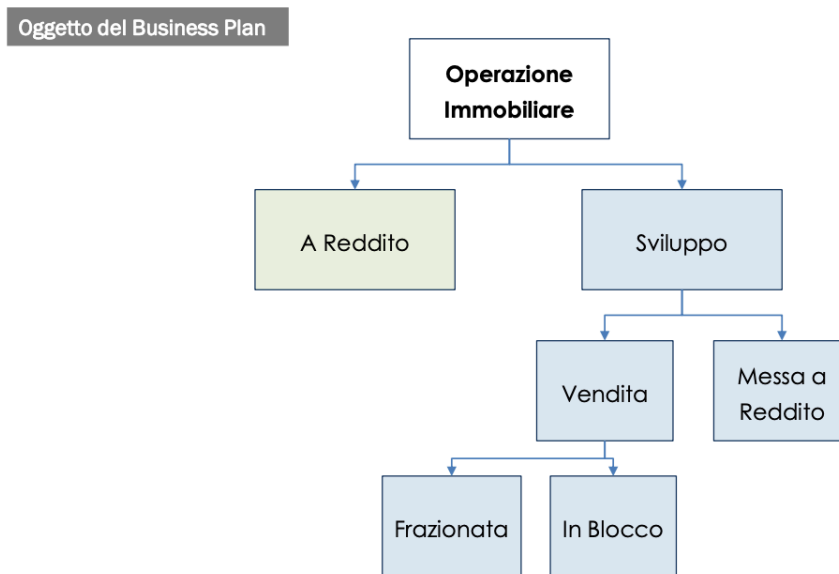 Oggetto del Business Plan
Operazione
Immobiliare
A Reddito
Sviluppo
Vendita
Messa a
Reddito
Frazionata
In Blocco